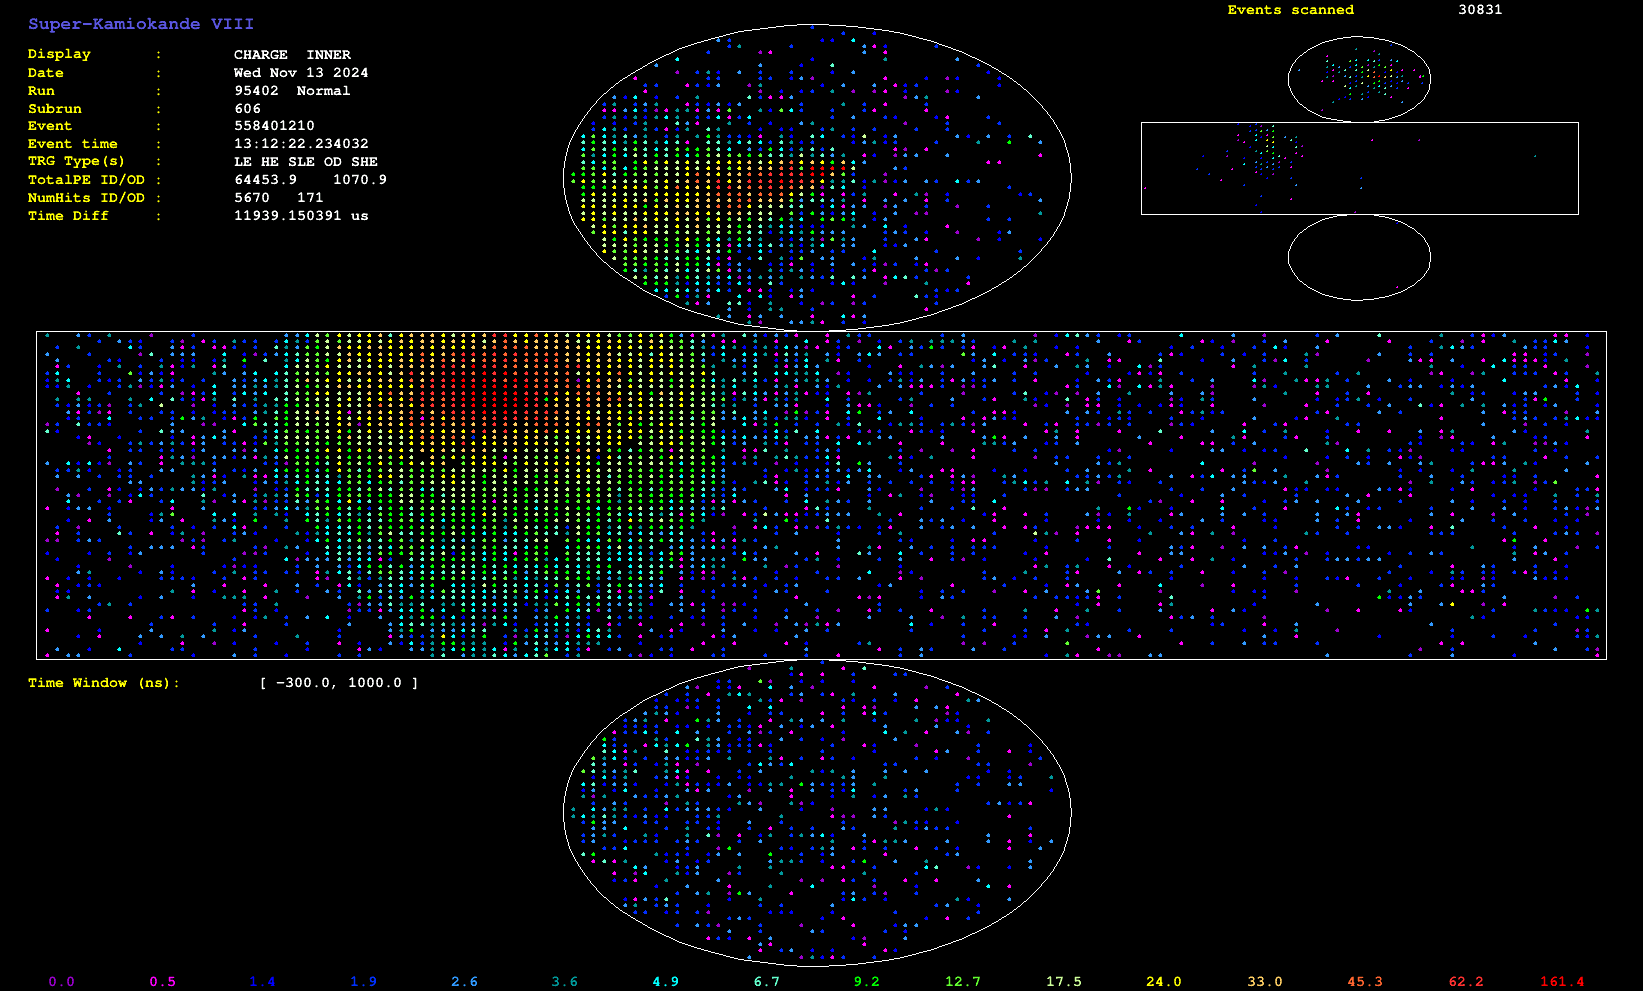 Super-Kamiokande VIII
Events scanned 30831
Display : CHARGE INNER
Date : Wed Nov 13 2024
Run : 95402 Normal
Subrun : 606
Event : 558401210
Event time : 13:12:22.234032
TRG Type(s) : LE HE SLE OD SHE
TotalPE ID/OD : 64453.9 1070.9
NumHits ID/OD : 5670 171
Time Diff : 11939.150391 us
Time Window (ns): [ -300.0, 1000.0 ]
0.0 0.5 1.4 1.9 2.6 3.6 4.9 6.7 9.2 12.7 17.5 24.0 33.0 45.3 62.2 161.4